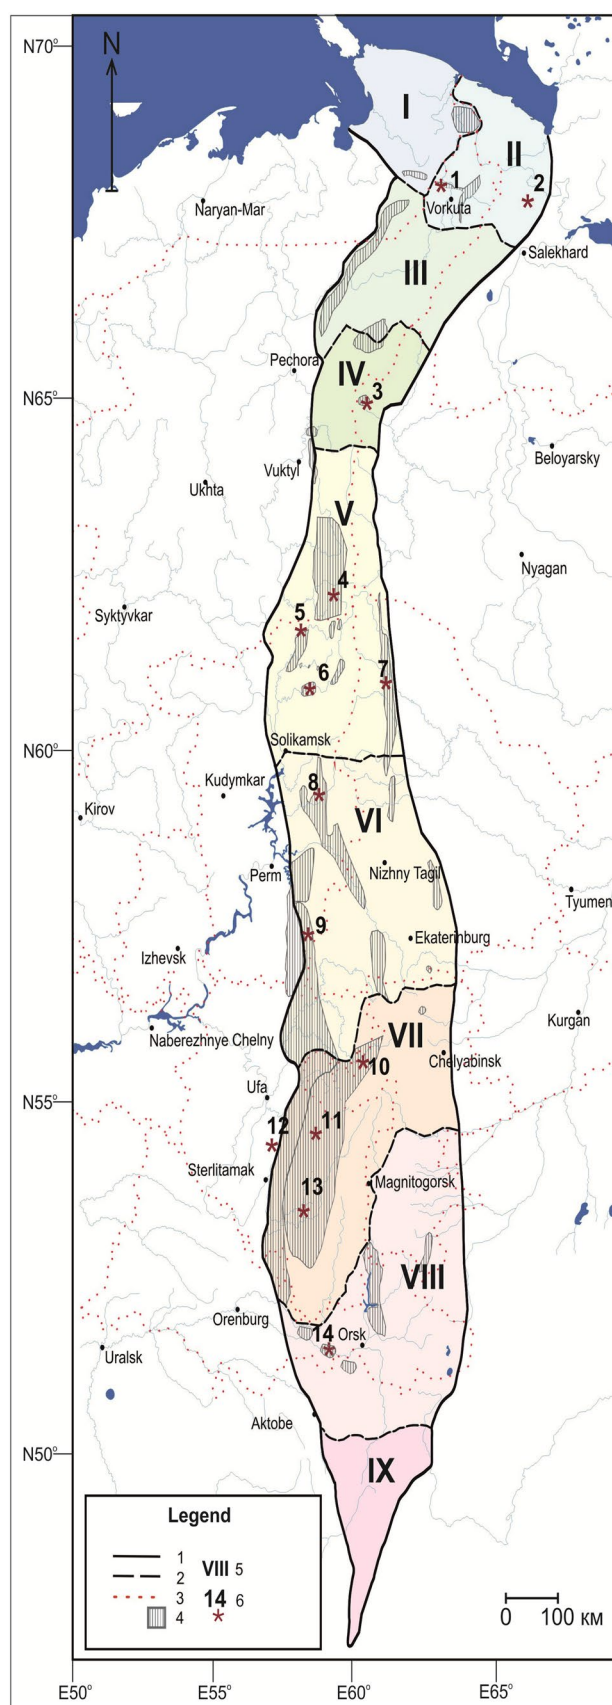 N70°
N
I
II
1
2
Naryan-Mar
Vorkuta
Salekhard
III
Pechora
IV
3
N65°
Beloyarsky
Vuktyl
Ukhta
V
Nyagan
4
5
Syktyvkar
6
7
Solikamsk
N60°
8
Kudymkar
Kirov
VI
Perm
Nizhny Tagil
Tyumen
9
Ekaterinburg
Izhevsk
Kurgan
Naberezhnye Chelny
VII
10
Chelyabinsk
Ufa
N55°
12
11
Sterlitamak
13
Magnitogorsk
VIII
Orenburg
14
Orsk
Uralsk
Aktobe
N50°
IX
Legend
1
2
3
4
VIII 5
14 6
0 100 км
E50° E55° E60° E65°